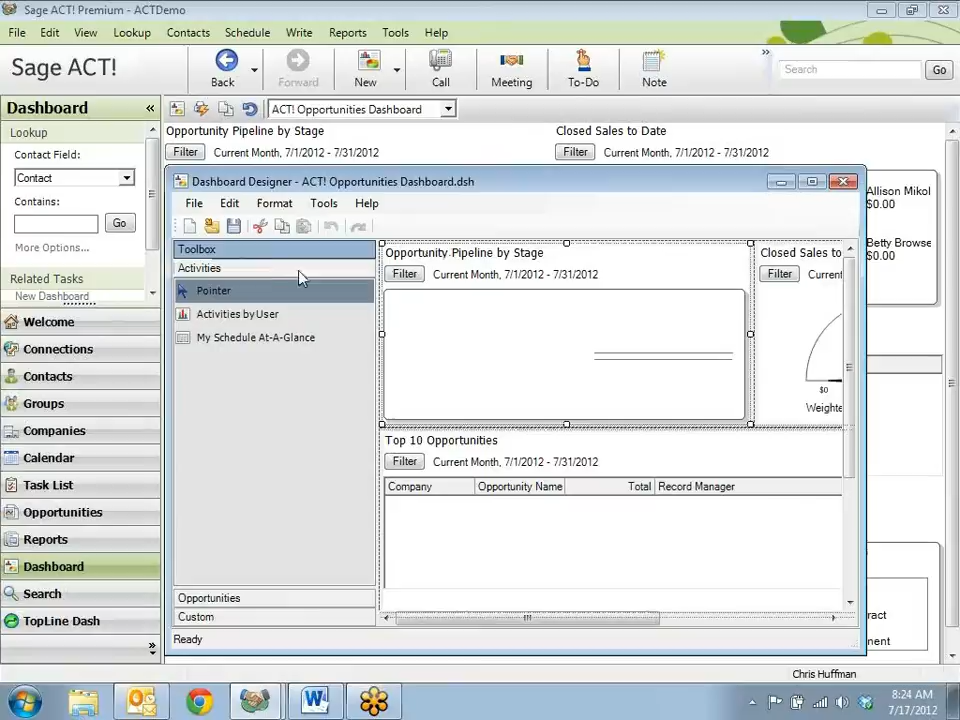 Sage ACT! Premium - ACTDemo
File Edit View Lookup Contacts Schedule Write Reports Tools Help
Sage ACT!
Back Forward New Call Meeting To-Do Note » Search Go
Dashboard «
ACT! Opportunities Dashboard
Lookup
Contact Field:
Contact
Contains:
Go
More Options...
Related Tasks
New Dashboard
Welcome
Connections
Contacts
Groups
Companies
Calendar
Task List
Opportunities
Reports
Dashboard
Search
TopLine Dash
»
Opportunity Pipeline by Stage
Filter Current Month, 7/1/2012 - 7/31/2012
Closed Sales to Date
Filter Current Month, 7/1/2012 - 7/31/2012
Allison Mikol
$0.00
Betty Browse
$0.00
ract
nent
Dashboard Designer - ACT! Opportunities Dashboard.dsh
File Edit Format Tools Help
Toolbox
Activities
Pointer
Activities by User
My Schedule At-A-Glance
Opportunities
Custom
Ready
Opportunity Pipeline by Stage
Filter Current Month, 7/1/2012 - 7/31/2012
Closed Sales to
Filter Curren
$0
Weighte
Top 10 Opportunities
Filter Current Month, 7/1/2012 - 7/31/2012
Company Opportunity Name Total Record Manager
Chris Huffman
8:24 AM
7/17/2012